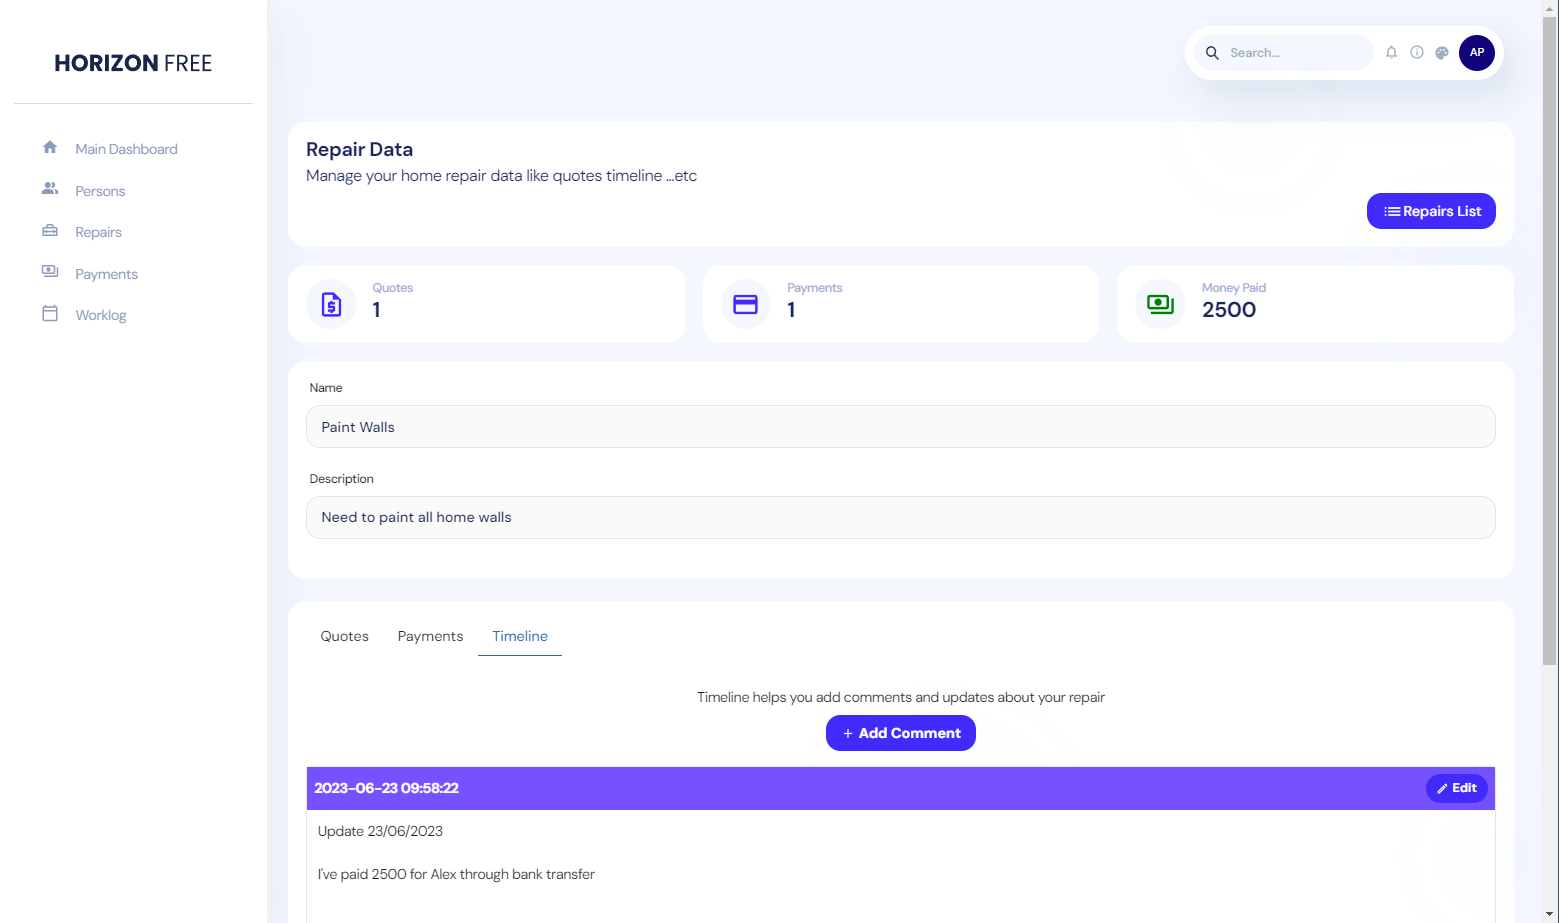 HORIZON FREE
Main Dashboard
Persons
Repairs
Payments
Worklog
Search...
AP
Repair Data
Manage your home repair data like quotes timeline ...etc
Repairs List
Quotes
1
Payments
1
Money Paid
2500
Name
Paint Walls
Description
Need to paint all home walls
Quotes Payments Timeline
Timeline helps you add comments and updates about your repair
+ Add Comment
2023-06-23 09:58:22
Edit
Update 23/06/2023
I've paid 2500 for Alex through bank transfer